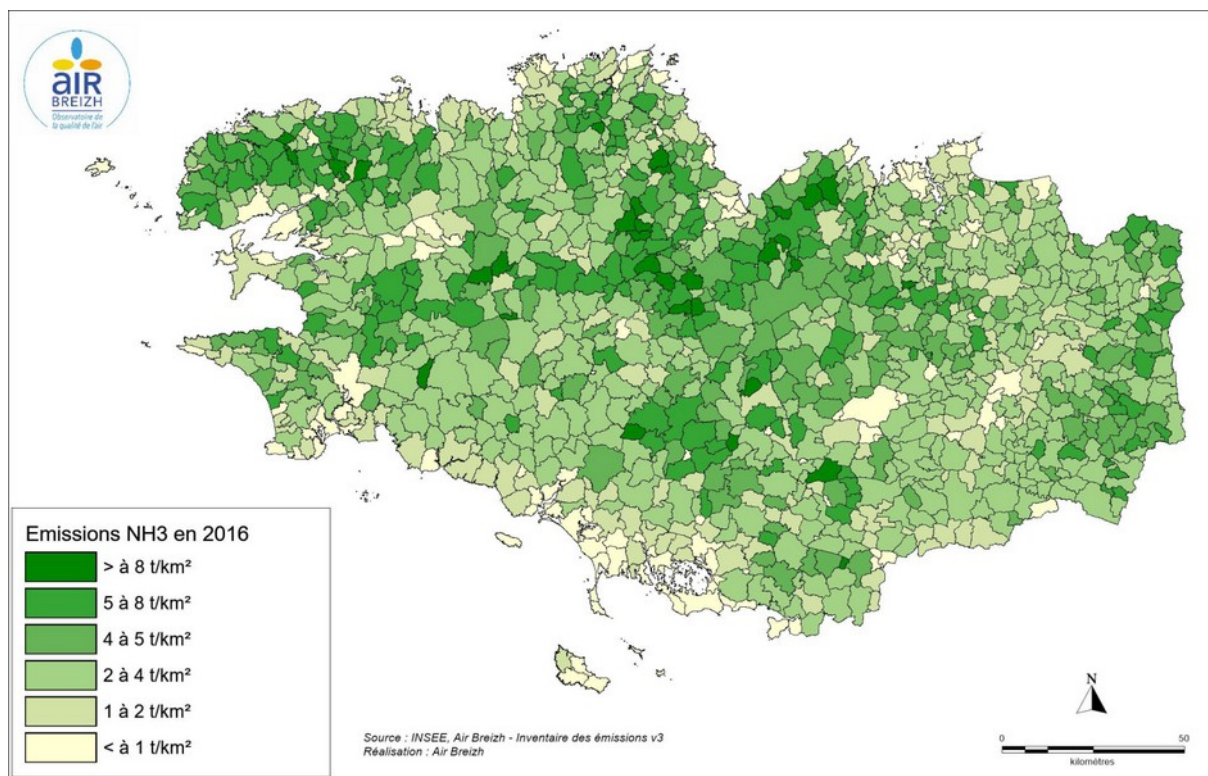 aiR
BREIZH
Observatoire de
la qualité de l'air
Emissions NH3 en 2016
> à 8 t/km²
5 à 8 t/km²
4 à 5 t/km²
2 à 4 t/km²
1 à 2 t/km²
< à 1 t/km²
Source : INSEE, Air Breizh - Inventaire des émissions v3
Réalisation : Air Breizh
N
0 50
kilomètres